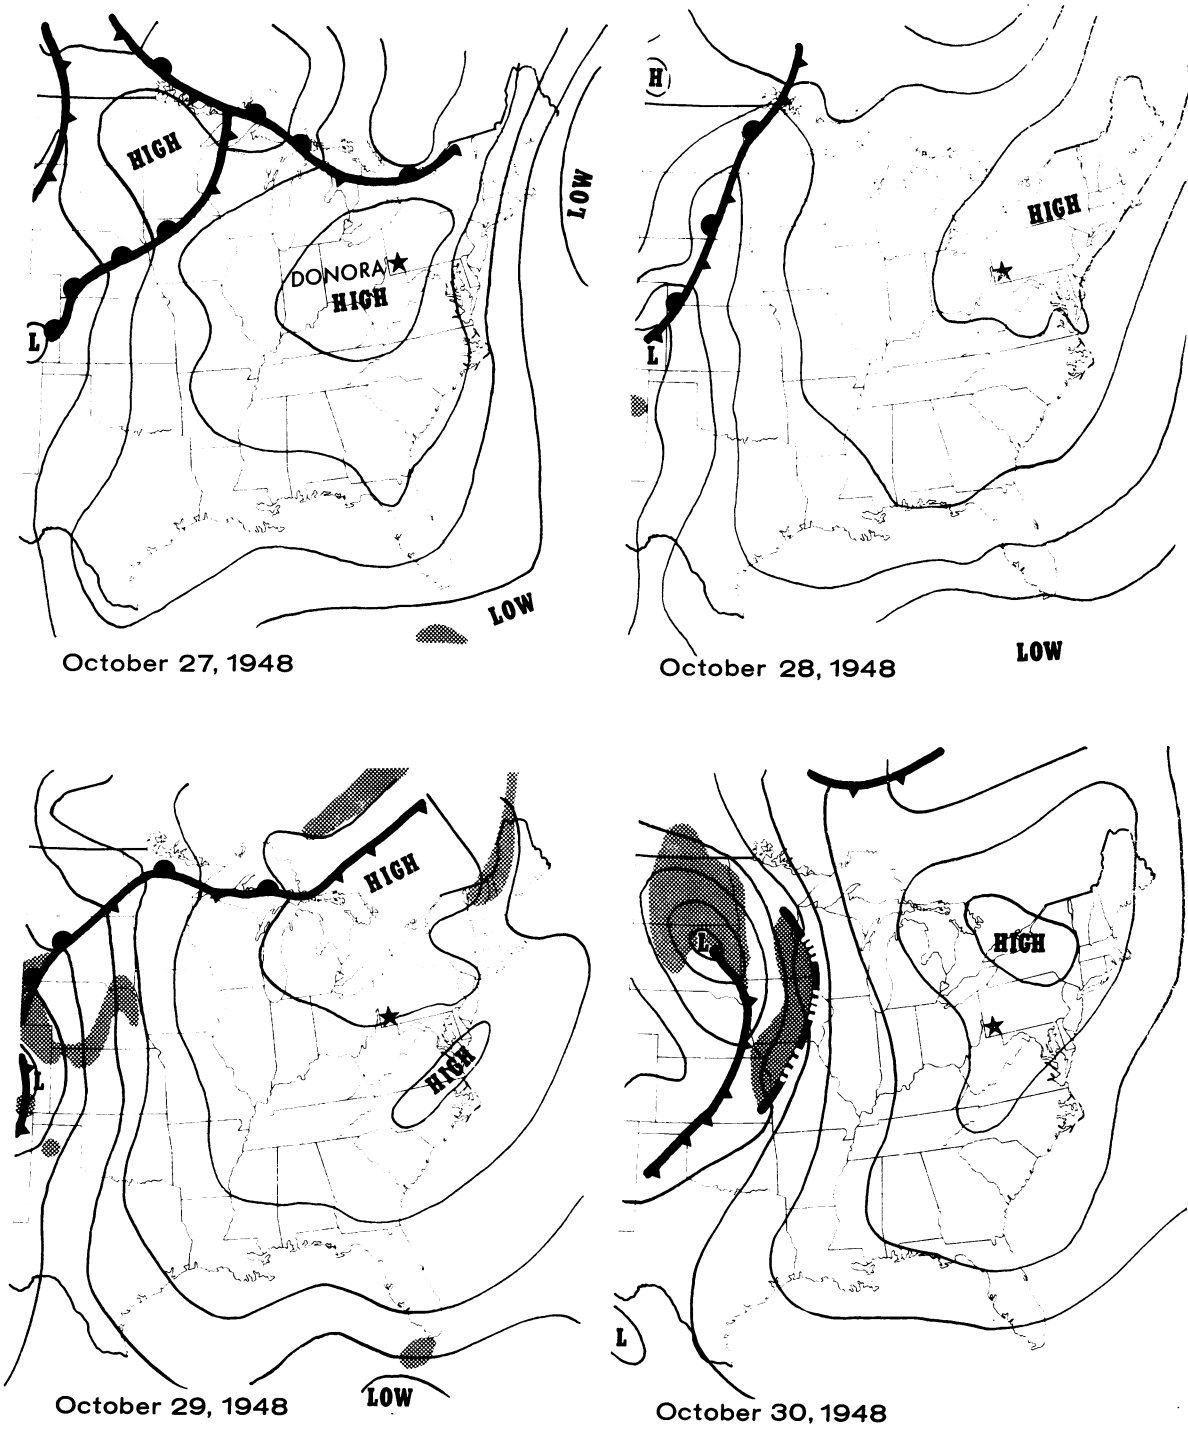 HIGH
LOW
DONORA
HIGH
L
LOW
October 27, 1948
H
HIGH
L
LOW
October 28, 1948
HIGH
HIGH
L
LOW
October 29, 1948
L
HIGH
L
October 30, 1948